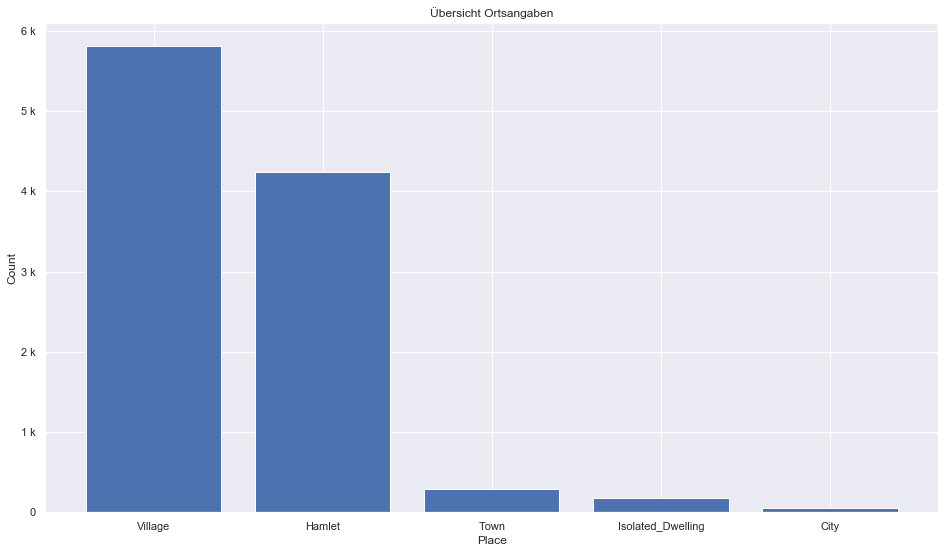 Übersicht Ortsangaben
6 k
5 k
4 k
3 k
2 k
1 k
0
Count
Village Hamlet Town Isolated_Dwelling City
Place